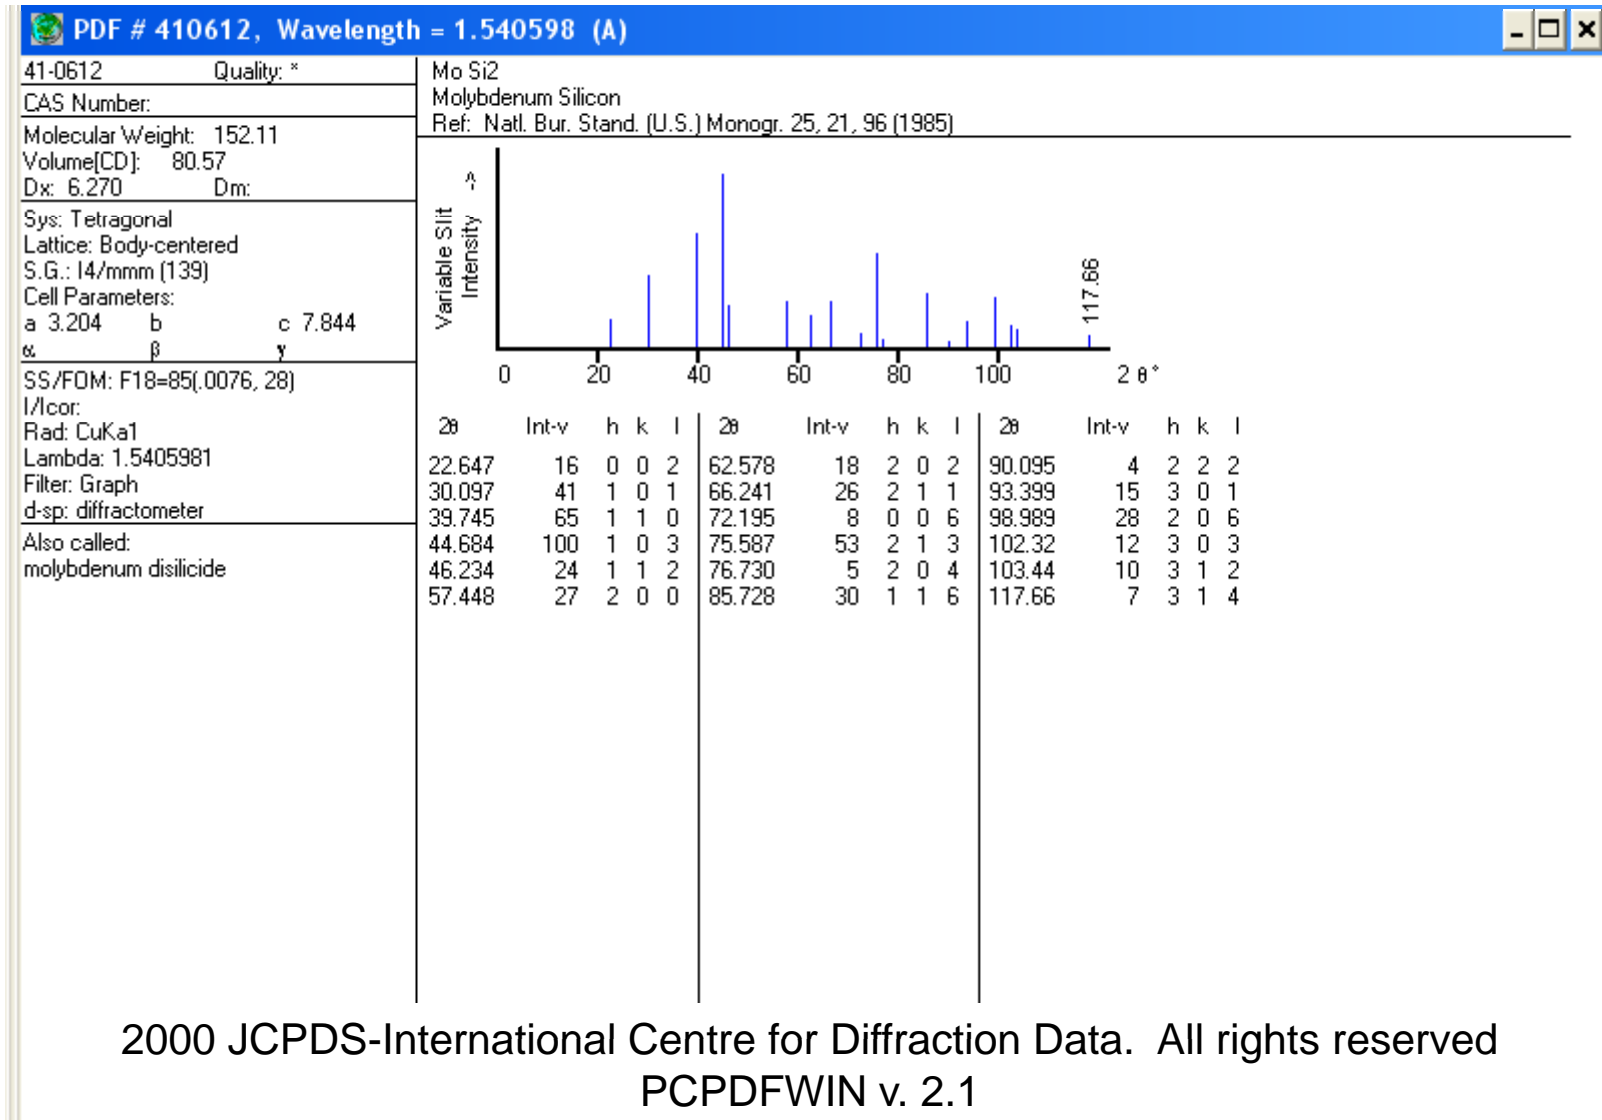 PDF # 410612, Wavelength = 1.540598 (A)
41-0612 Quality: *
CAS Number:
Molecular Weight: 152.11
Volume[CD]: 80.57
Dx: 6.270 Dm:
Sys: Tetragonal
Lattice: Body-centered
S.G.: I4/mmm (139)
Cell Parameters:
a 3.204 b c 7.844
α β γ
SS/FOM: F18=85(.0076, 28)
I/Icor:
Rad: CuKa1
Lambda: 1.5405981
Filter: Graph
d-sp: diffractometer
Also called:
molybdenum disilicide
Mo Si2
Molybdenum Silicon
Ref: Natl. Bur. Stand. (U.S.) Monogr. 25, 21, 96 (1985)
Variable Slit
Intensity ->
117.66
0 20 40 60 80 100 2 θ°
2θ Int-v h k l 2θ Int-v h k l 2θ Int-v h k l
22.647 16 0 0 2 62.578 18 2 0 2 90.095 4 2 2 2
30.097 41 1 0 1 66.241 26 2 1 1 93.399 15 3 0 1
39.745 65 1 1 0 72.195 8 0 0 6 98.989 28 2 0 6
44.684 100 1 0 3 75.587 53 2 1 3 102.32 12 3 0 3
46.234 24 1 1 2 76.730 5 2 0 4 103.44 10 3 1 2
57.448 27 2 0 0 85.728 30 1 1 6 117.66 7 3 1 4
2000 JCPDS-International Centre for Diffraction Data. All rights reserved
PCPDFWIN v. 2.1